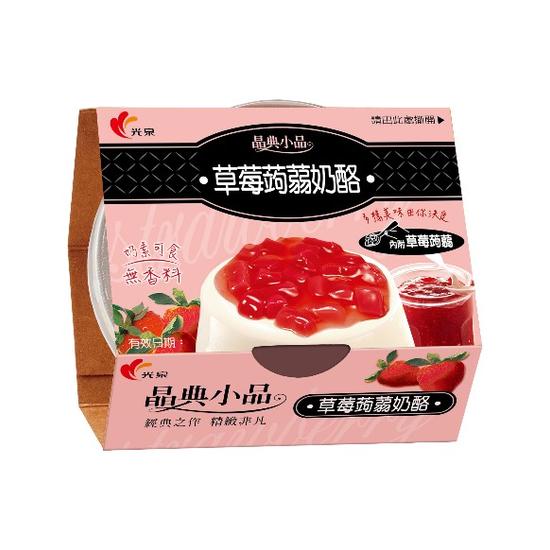 光泉
請由此處撕開▶
晶典小品
·草莓蒟蒻奶酪·
多種美味由你決定
內附草莓蒟蒻
奶素可食
無香料
有效日期：
光泉
晶典小品
·草莓蒟蒻奶酪·
經典之作 精緻非凡